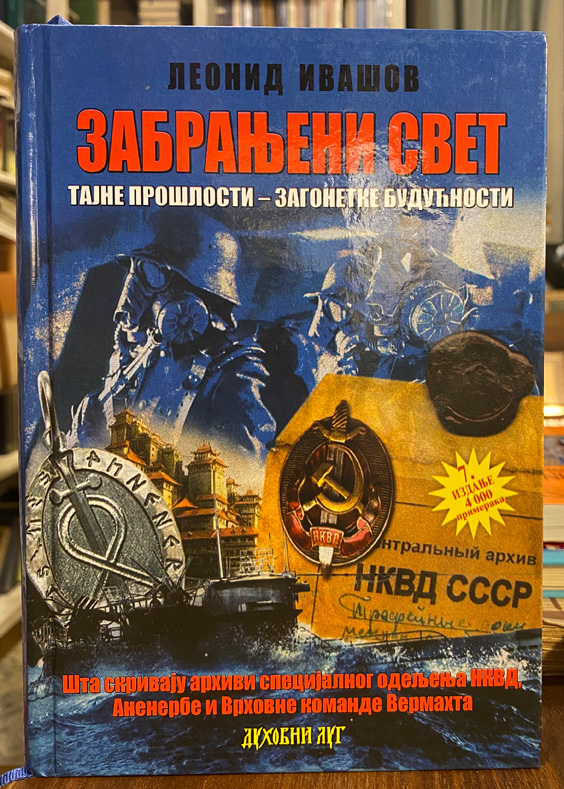 ЛЕОНИД ИВАШОВ
ЗАБРАЊЕНИ СВЕТ
ТАЈНЕ ПРОШЛОСТИ – ЗАГОНЕТКЕ БУДУЋНОСТИ
7.
ИЗДАЊЕ
4 000
примерака
НКВД
нтральный архив
НКВД СССР
Трофейные
Шта скривају архиви специјалног одељења НКВД,
Аненербе и Врховне команде Вермахта
ДУХОВНИ ЛУГ